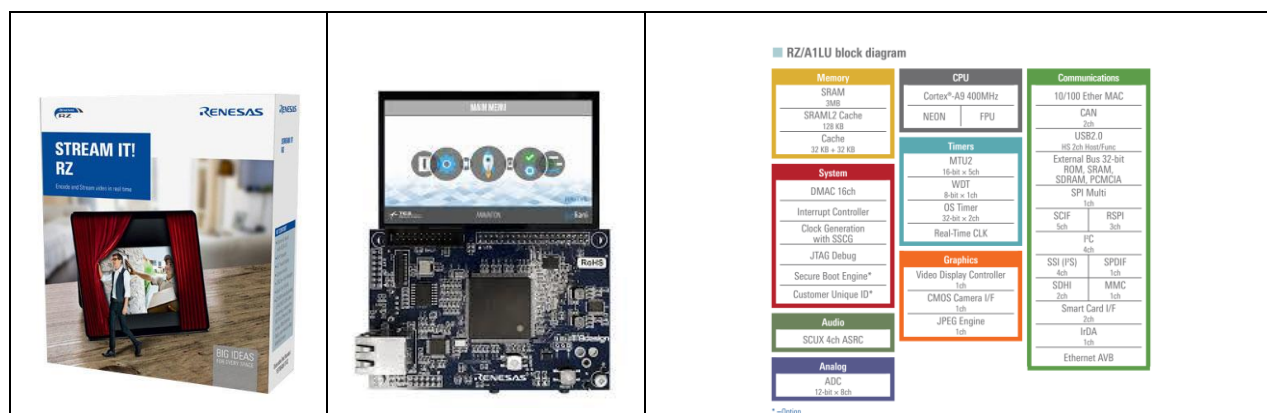 RZ
RENESAS
RENESAS
STREAM IT!
RZ
Encode and Stream video in real time
STREAM IT!
RZ
BIG IDEAS
FOR EVERY SPACE
MAIN MENU
RoHS
RENESAS
RZ/A1LU block diagram
Memory
SRAM
3MB
SRAML2 Cache
128 KB
Cache
32 KB + 32 KB
System
DMAC 16ch
Interrupt Controller
Clock Generation
with SSCG
JTAG Debug
Secure Boot Engine*
Customer Unique ID*
Audio
SCUX 4ch ASRC
Analog
ADC
12-bit × 8ch
* =Option
CPU
Cortex®-A9 400MHz
NEON FPU
Timers
MTU2
16-bit × 5ch
WDT
8-bit × 1ch
OS Timer
32-bit × 2ch
Real-Time CLK
Graphics
Video Display Controller
1ch
CMOS Camera I/F
1ch
JPEG Engine
1ch
Communications
10/100 Ether MAC
CAN
2ch
USB2.0
HS 2ch Host/Func
External Bus 32-bit
ROM, SRAM,
SDRAM, PCMCIA
SPI Multi
1ch
SCIF RSPI
5ch 3ch
I²C
4ch
SSI (I²S) SPDIF
4ch 1ch
SDHI MMC
2ch 1ch
Smart Card I/F
2ch
IrDA
1ch
Ethernet AVB